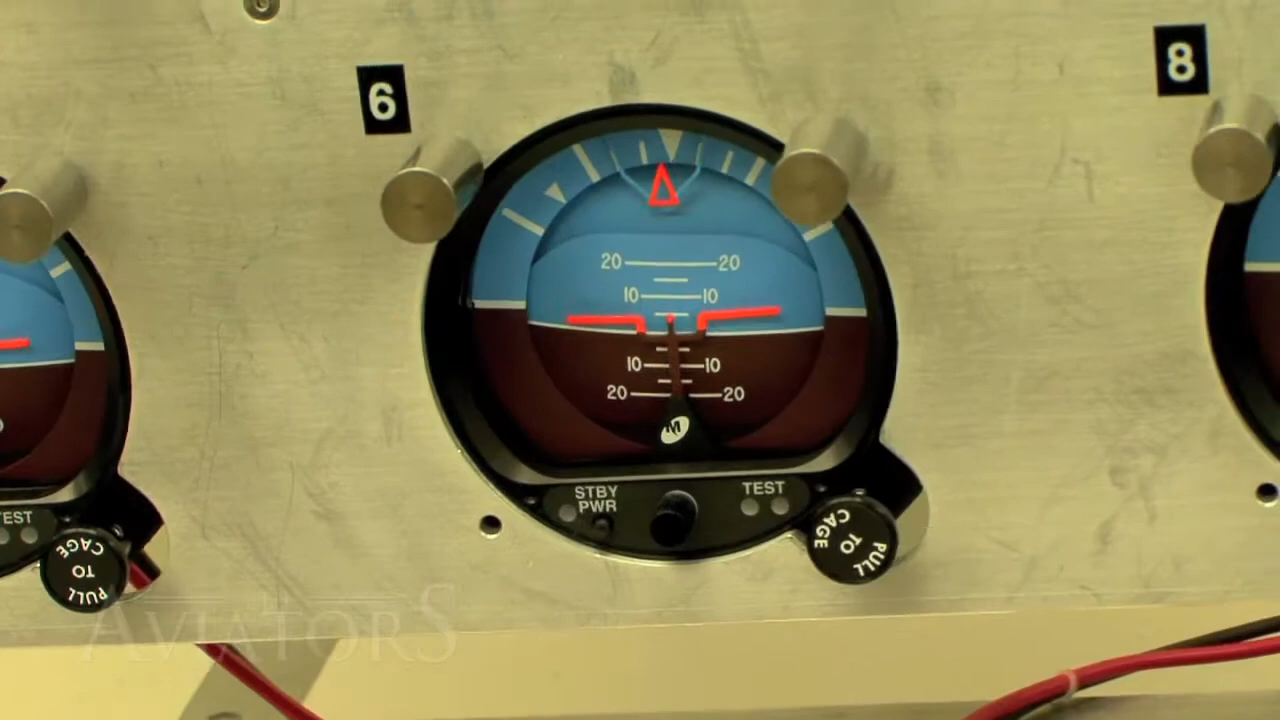 6
8
20 20
10 10
10 10
20 20
M
STBY
PWR
TEST
PULL
TO
CAGE
TEST
PULL
TO
CAGE
AVIATORS